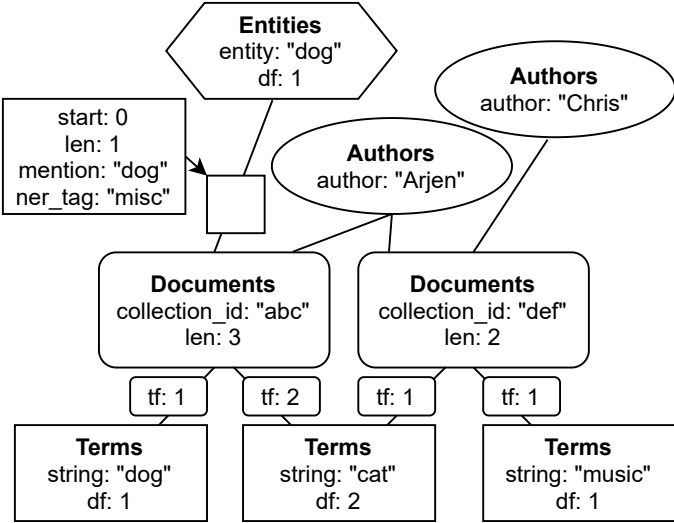 Entities
entity: "dog"
df: 1
Authors
author: "Chris"
start: 0
len: 1
mention: "dog"
ner_tag: "misc"
Authors
author: "Arjen"
Documents
collection_id: "abc"
len: 3
Documents
collection_id: "def"
len: 2
tf: 1
tf: 2
tf: 1
tf: 1
Terms
string: "dog"
df: 1
Terms
string: "cat"
df: 2
Terms
string: "music"
df: 1